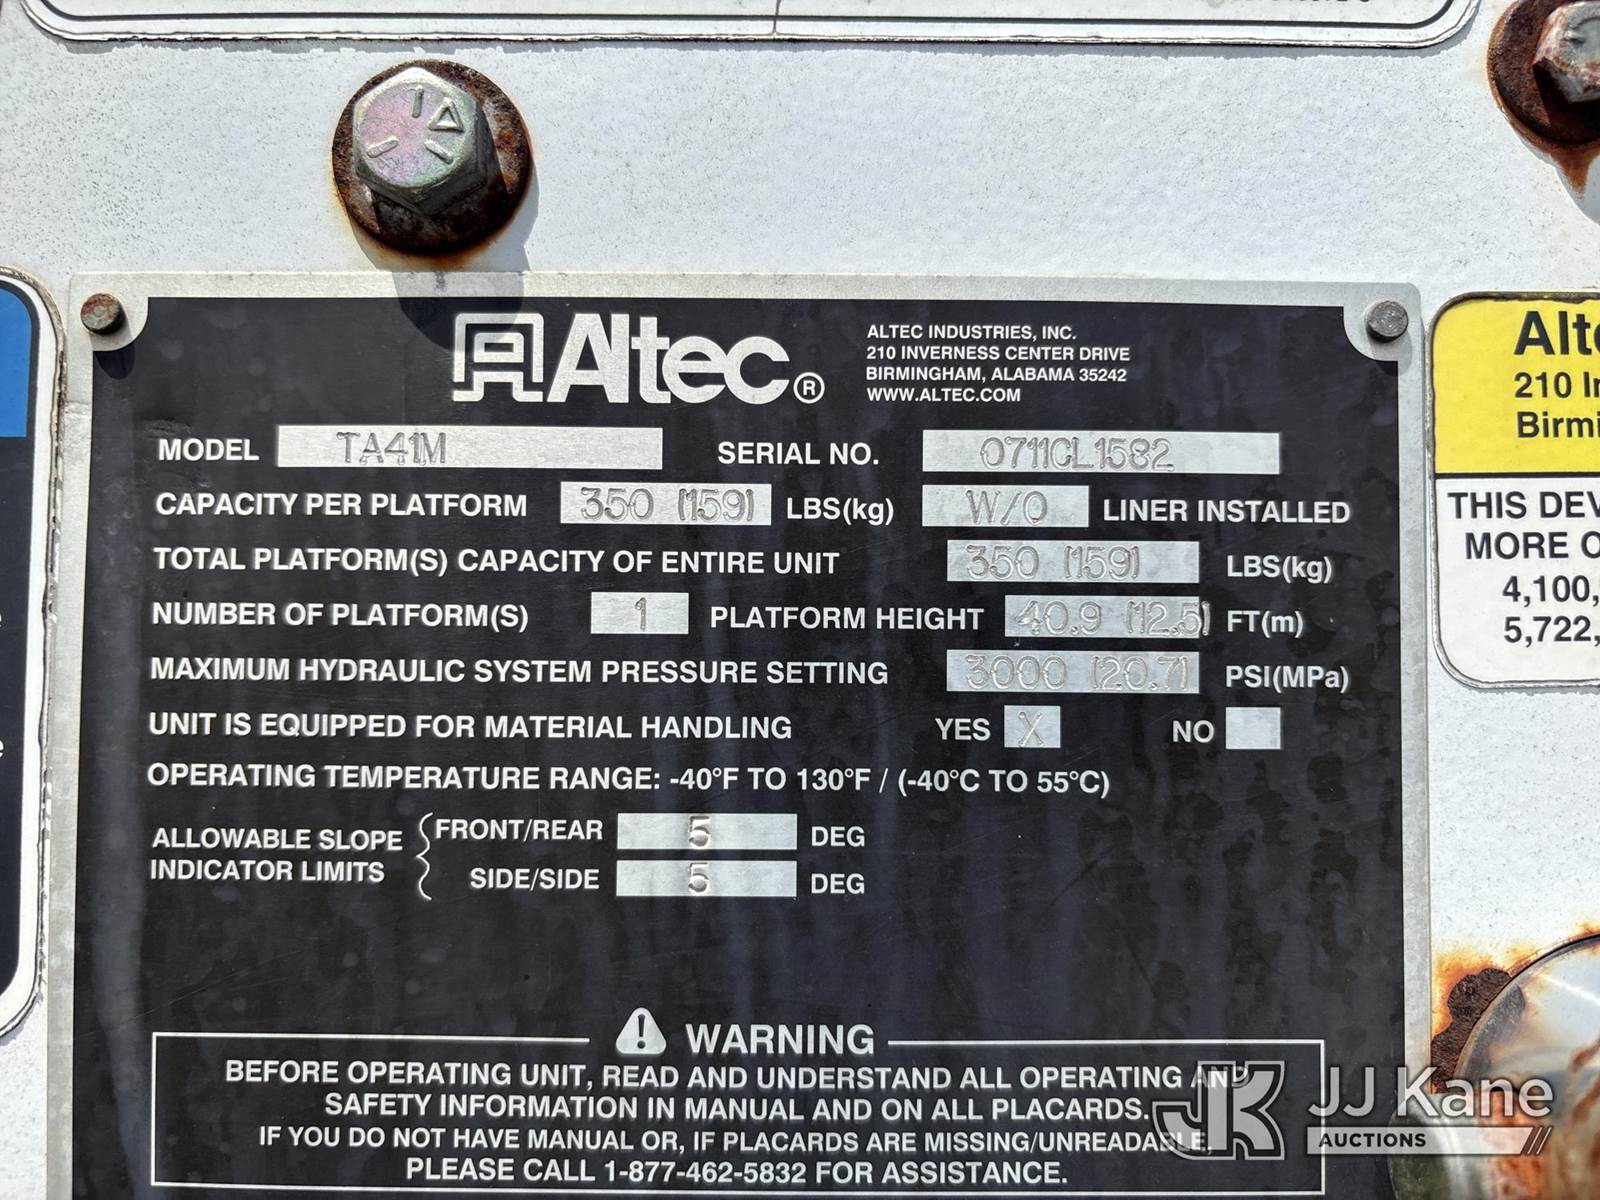 Altec®
ALTEC INDUSTRIES, INC.
210 INVERNESS CENTER DRIVE
BIRMINGHAM, ALABAMA 35242
WWW.ALTEC.COM
MODEL TA41M SERIAL NO. 0711CL1582
CAPACITY PER PLATFORM 350 (159) LBS(kg) W/O LINER INSTALLED
TOTAL PLATFORM(S) CAPACITY OF ENTIRE UNIT 350 (159) LBS(kg)
NUMBER OF PLATFORM(S) 1 PLATFORM HEIGHT 40.9 (12.5) FT(m)
MAXIMUM HYDRAULIC SYSTEM PRESSURE SETTING 3000 (20.7) PSI(MPa)
UNIT IS EQUIPPED FOR MATERIAL HANDLING YES X NO
OPERATING TEMPERATURE RANGE: -40°F TO 130°F / (-40°C TO 55°C)
ALLOWABLE SLOPE INDICATOR LIMITS
FRONT/REAR 5 DEG
SIDE/SIDE 5 DEG
WARNING
BEFORE OPERATING UNIT, READ AND UNDERSTAND ALL OPERATING AND
SAFETY INFORMATION IN MANUAL AND ON ALL PLACARDS.
IF YOU DO NOT HAVE MANUAL OR, IF PLACARDS ARE MISSING/UNREADABLE,
PLEASE CALL 1-877-462-5832 FOR ASSISTANCE.
210
THIS
MORE
4,100,
5,722,
JK JJ Kane
AUCTIONS